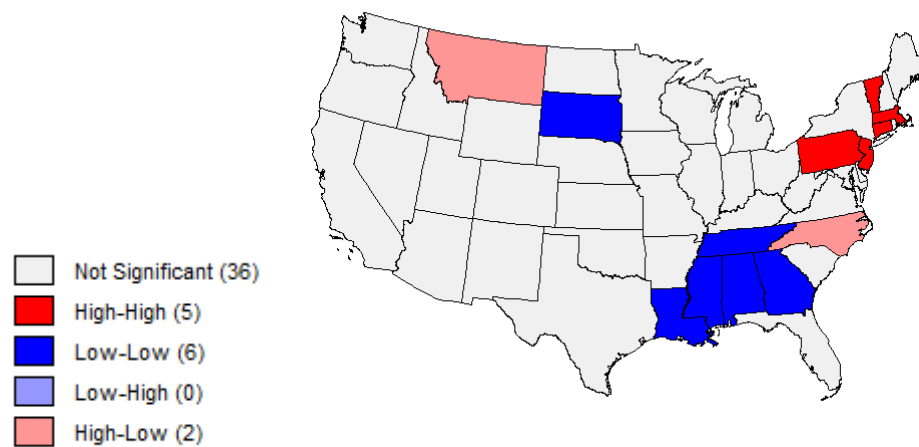 Not Significant (36)
High-High (5)
Low-Low (6)
Low-High (0)
High-Low (2)